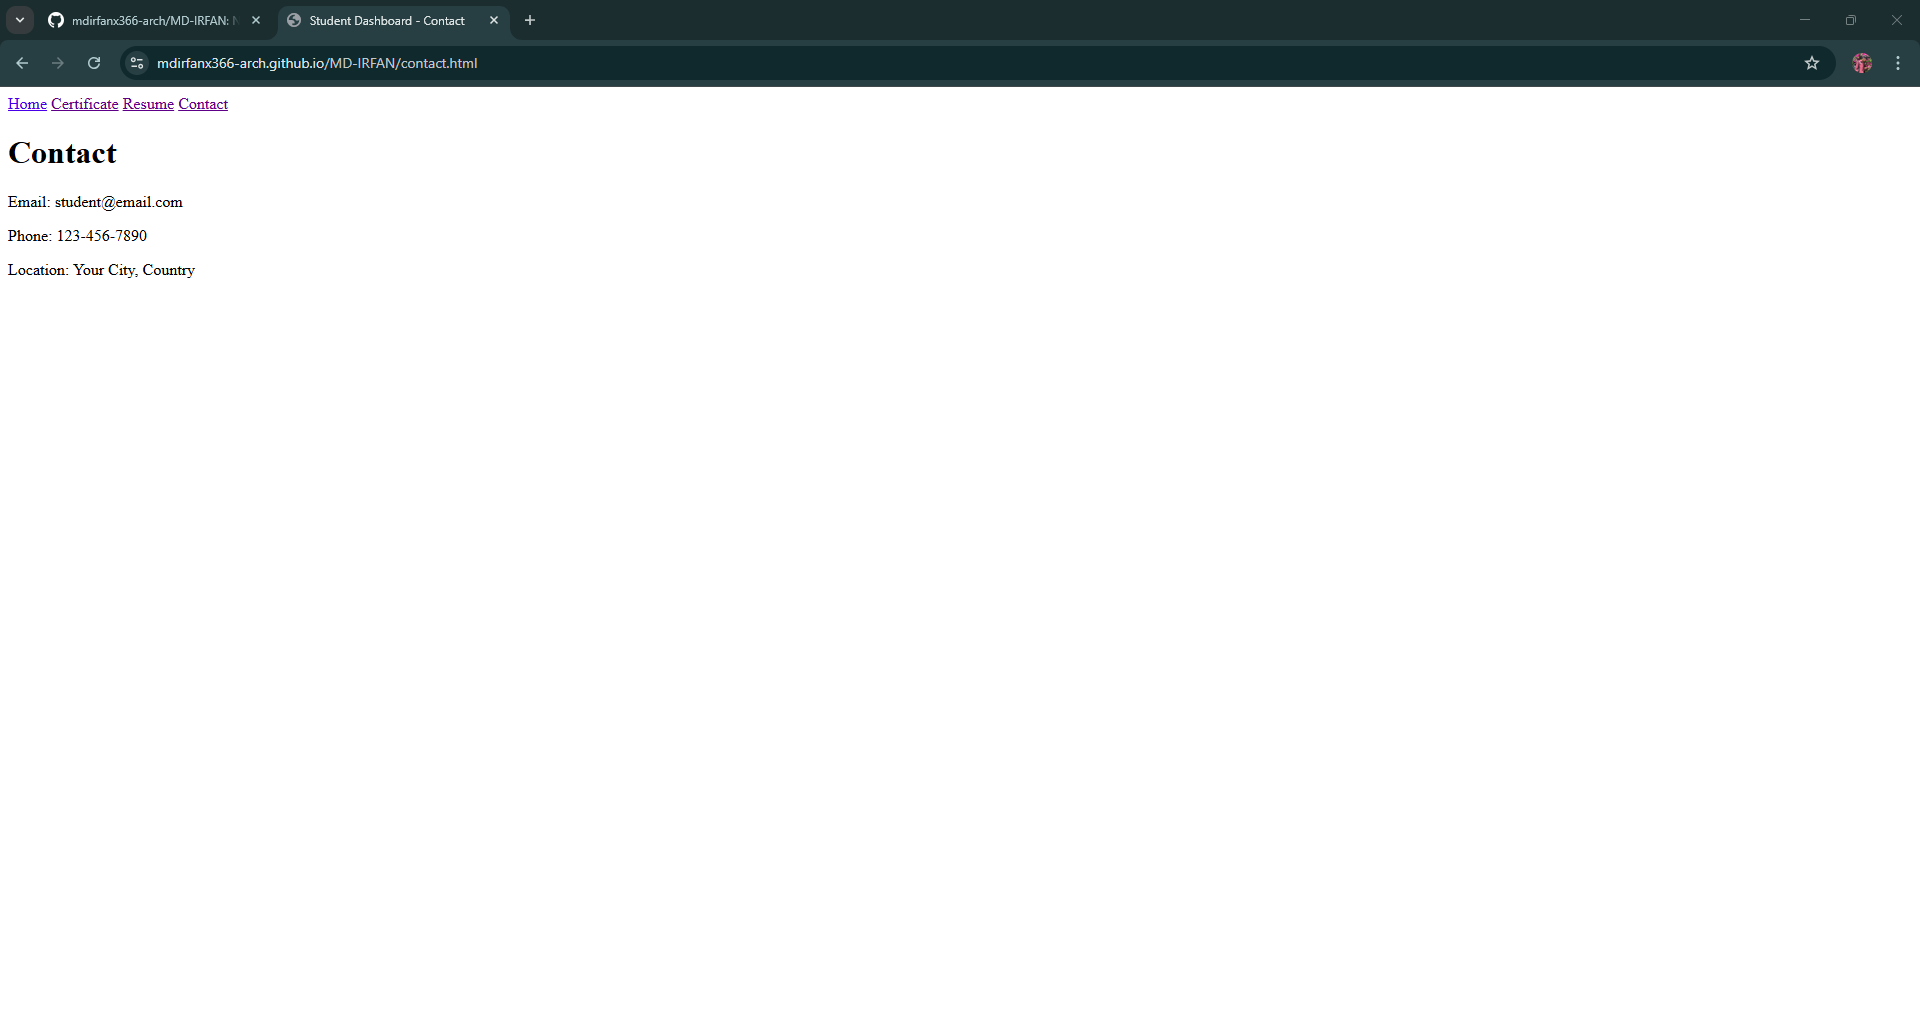 mdirfanx366-arch/MD-IRFAN:
Student Dashboard - Contact
mdirfanx366-arch.github.io/MD-IRFAN/contact.html
Home Certificate Resume Contact
Contact
Email: student@email.com
Phone: 123-456-7890
Location: Your City, Country